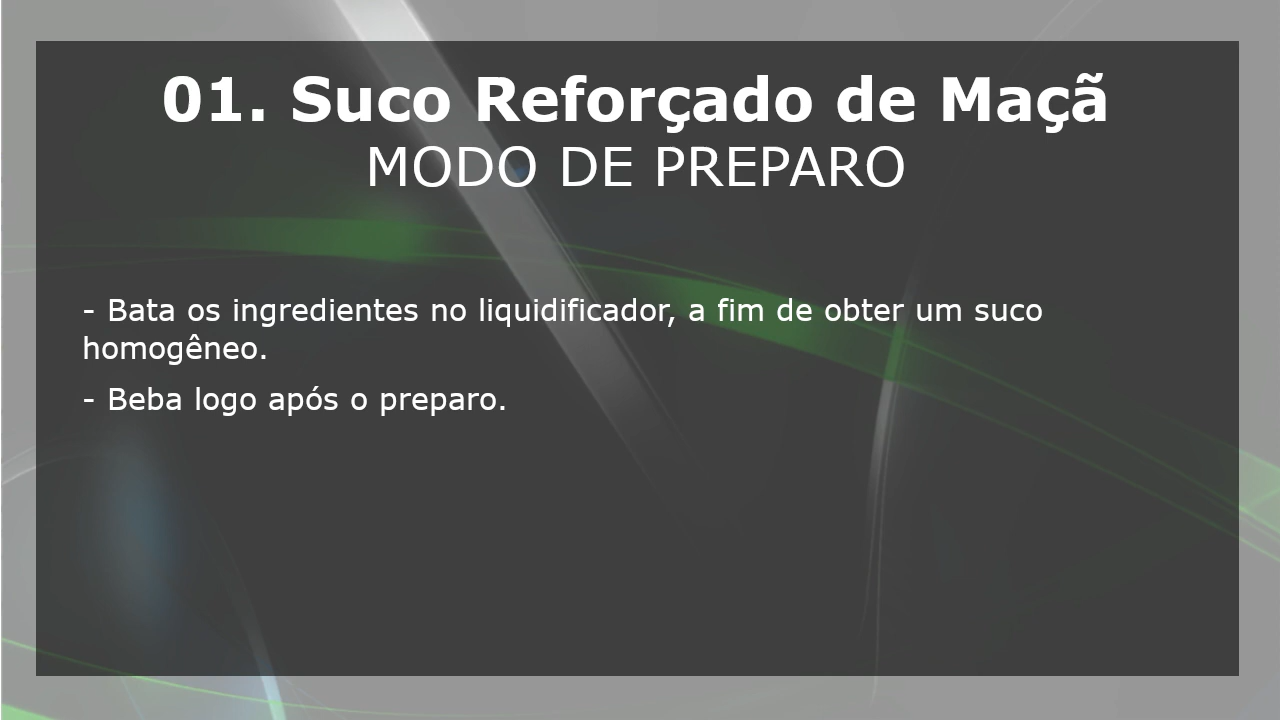 01. Suco Reforçado de Maçã
MODO DE PREPARO
- Bata os ingredientes no liquidificador, a fim de obter um suco
homogêneo.
- Beba logo após o preparo.